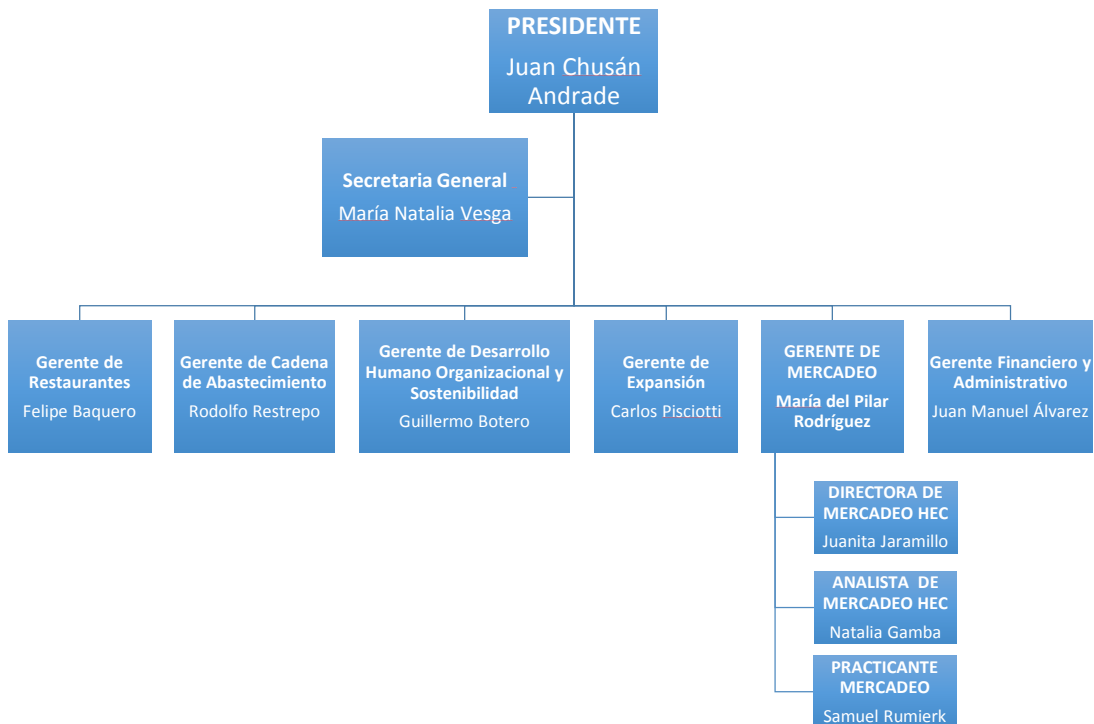 PRESIDENTE
Juan Chusán
Andrade
Secretaria General
María Natalia Vesga
Gerente de
Restaurantes
Felipe Baquero
Gerente de Cadena
de Abastecimiento
Rodolfo Restrepo
Gerente de Desarrollo
Humano Organizacional y
Sostenibilidad
Guillermo Botero
Gerente de
Expansión
Carlos Pisciotti
GERENTE DE
MERCADEO
María del Pilar
Rodríguez
Gerente Financiero y
Administrativo
Juan Manuel Álvarez
DIRECTORA DE
MERCADEO HEC
Juanita Jaramillo
ANALISTA DE
MERCADEO HEC
Natalia Gamba
PRACTICANTE
MERCADEO
Samuel Rumierk